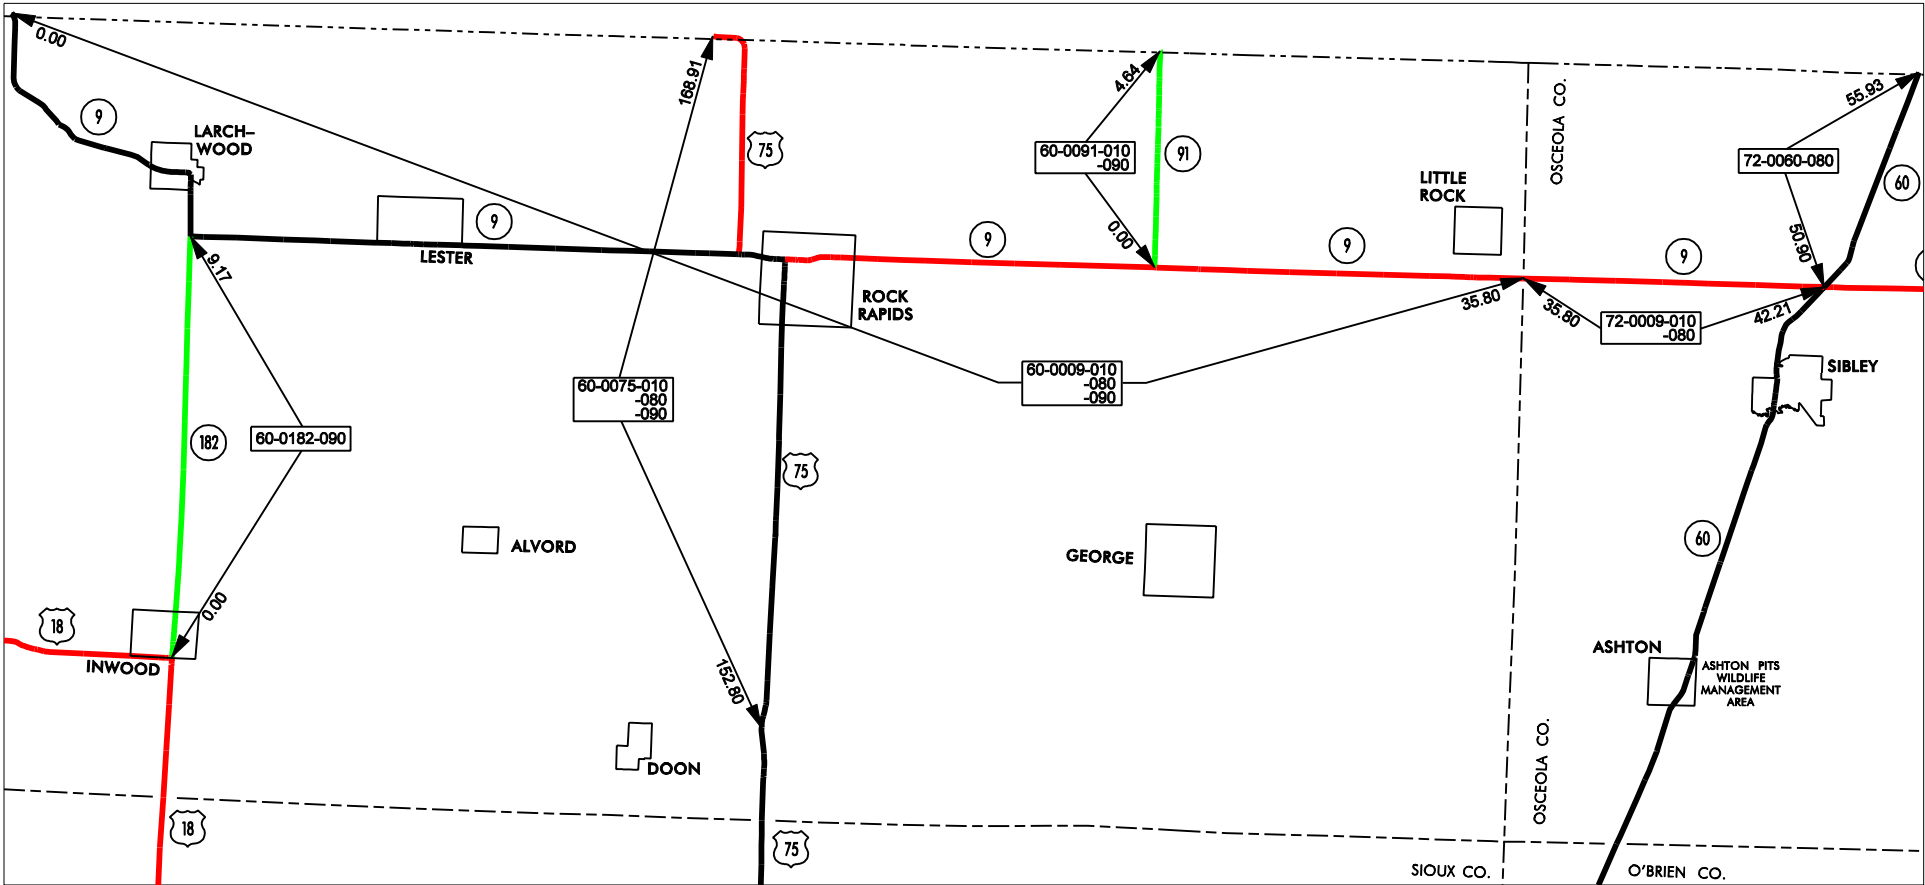 0.00
168.91
4.64
55.93
9
LARCH–
WOOD
75
60-0091-010
-090
91
OSCEOLA CO.
72-0060-080
60
LITTLE
ROCK
9
9
9
9
0.00
50.90
LESTER
9.17
ROCK
RAPIDS
35.80
35.80
72-0009-010
-080
42.21
60-0009-010
-080
-090
SIBLEY
60-0075-010
-080
-090
182
60-0182-090
75
ALVORD
GEORGE
60
0.00
18
INWOOD
152.80
ASHTON
ASHTON PITS
WILDLIFE
MANAGEMENT
AREA
DOON
OSCEOLA CO.
18
75
SIOUX CO.
O'BRIEN CO.